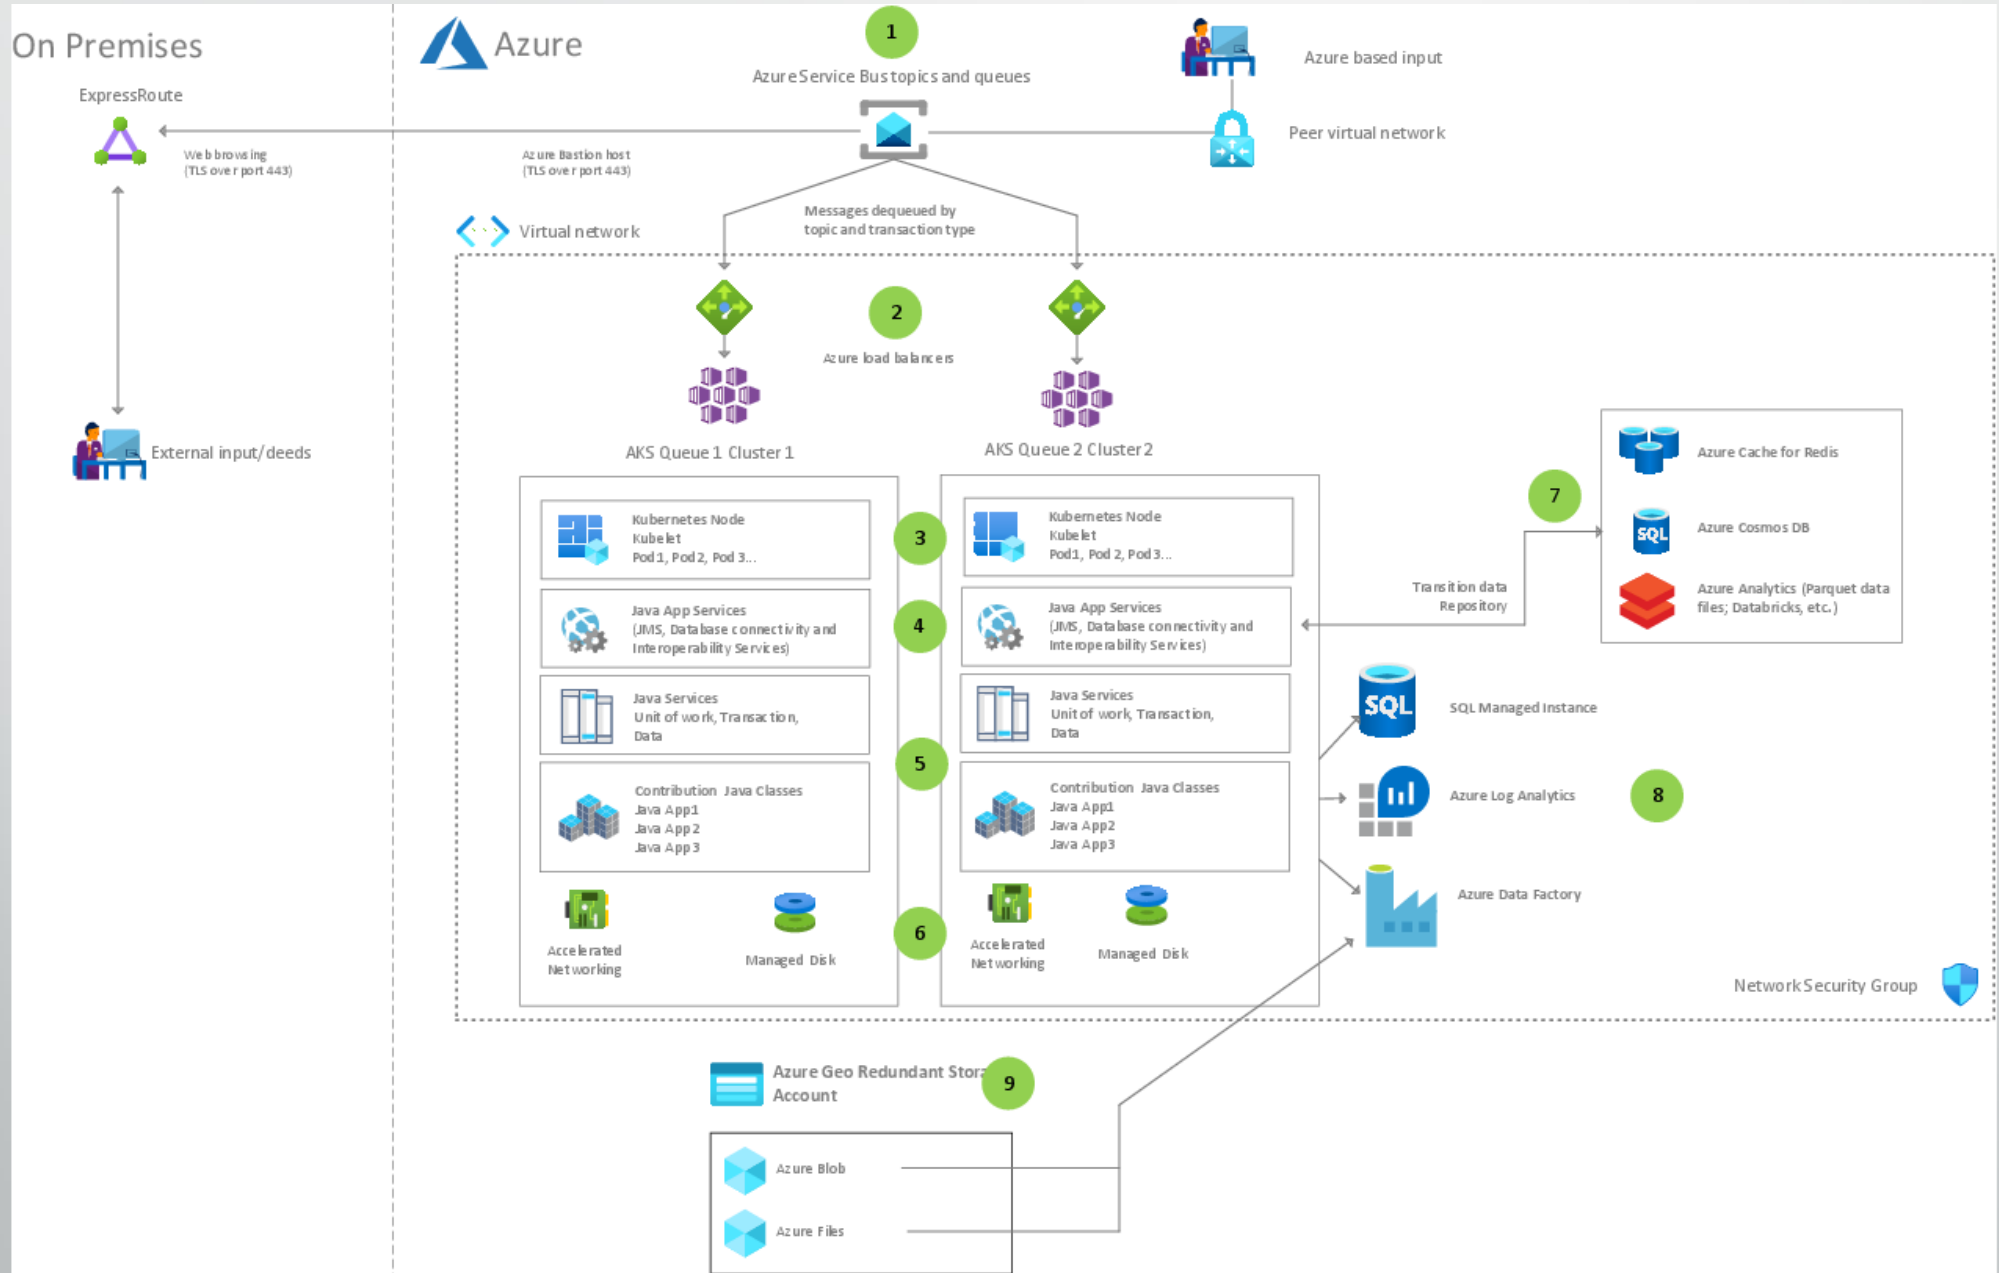 On Premises
ExpressRoute
Web browsing
(TLS over port 443)
External input/deeds
Azure
1
Azure Service Bus topics and queues
Azure based input
Peer virtual network
Azure Bastion host
(TLS over port 443)
Messages dequeued by
topic and transaction type
Virtual network
2
Azure load balancers
AKS Queue 1 Cluster 1
AKS Queue 2 Cluster 2
Kubernetes Node
Kubelet
Pod 1, Pod 2, Pod 3...
3
Kubernetes Node
Kubelet
Pod1, Pod 2, Pod 3...
Java App Services
(JMS, Database connectivity and
Interoperability Services)
4
Java App Services
(JMS, Database connectivity and
Interoperability Services)
Java Services
Unit of work, Transaction,
Data
Java Services
Unit of work, Transaction,
Data
5
Contribution Java Classes
Java App1
Java App2
Java App3
Contribution Java Classes
Java App1
Java App2
Java App3
Accelerated
Networking
Managed Disk
6
Accelerated
Networking
Managed Disk
7
Azure Cache for Redis
SQL
Azure Cosmos DB
Azure Analytics (Parquet data
files; Databricks, etc.)
Transition data
Repository
SQL
SQL Managed Instance
Azure Log Analytics
8
Azure Data Factory
Network Security Group
Azure Geo Redundant Stora
Account
9
Azure Blob
Azure Files